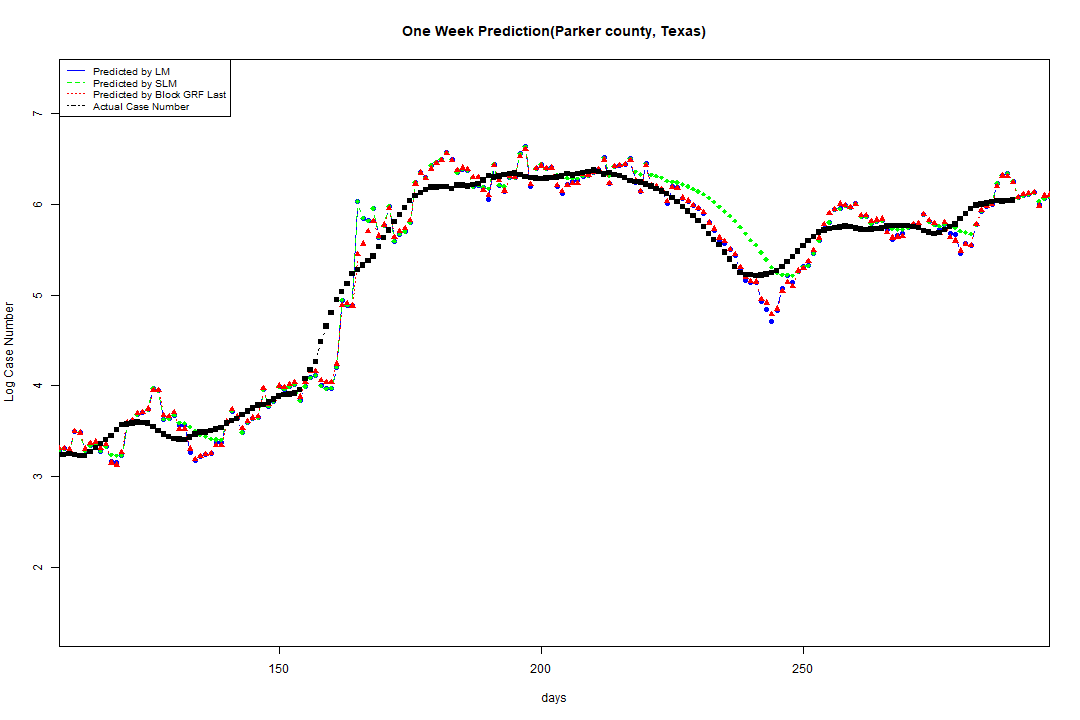 One Week Prediction(Parker county, Texas)
Predicted by LM
Predicted by SLM
Predicted by Block GRF Last
Actual Case Number
7
6
5
4
3
2
Log Case Number
150
200
250
days